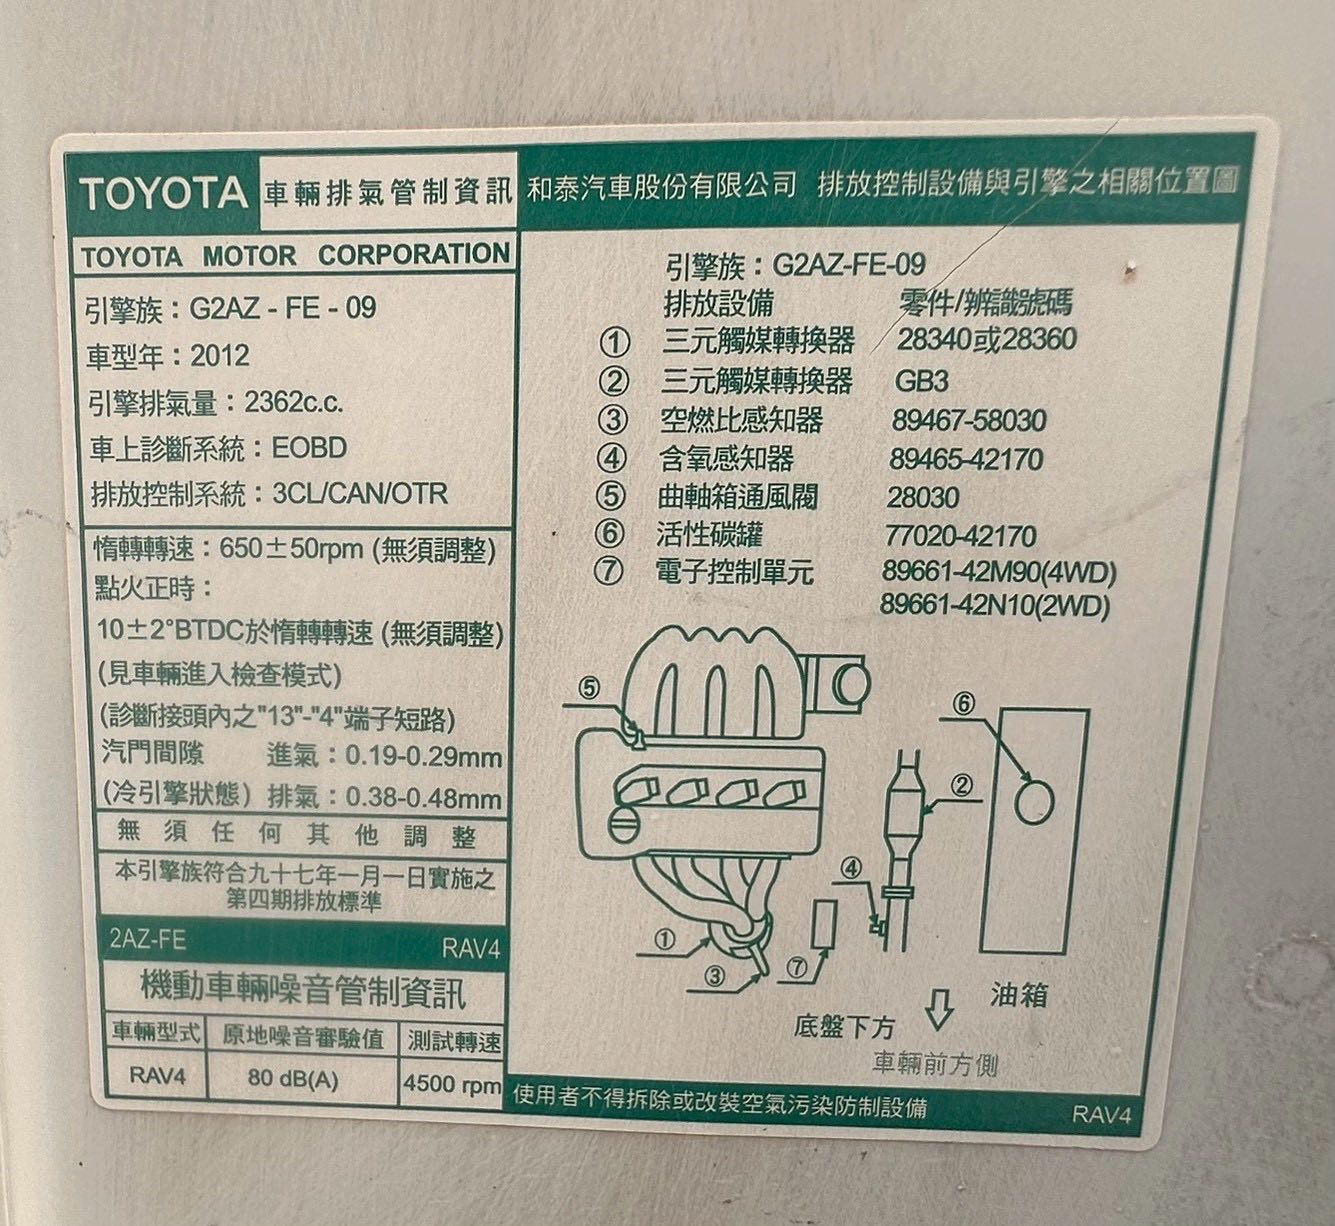 TOYOTA 車輛排氣管制資訊
TOYOTA MOTOR CORPORATION
引擎族：G2AZ - FE - 09
車型年：2012
引擎排氣量：2362c.c.
車上診斷系統：EOBD
排放控制系統：3CL/CAN/OTR
惰轉轉速：650±50rpm (無須調整)
點火正時：
10±2°BTDC於惰轉轉速 (無須調整)
(見車輛進入檢查模式)
(診斷接頭內之"13"-"4"端子短路)
汽門間隙 進氣：0.19-0.29mm
(冷引擎狀態) 排氣：0.38-0.48mm
無須任何其他調整
本引擎族符合九十七年一月一日實施之
第四期排放標準
2AZ-FE RAV4
機動車輛噪音管制資訊
車輛型式 原地噪音審驗值 測試轉速
RAV4 80 dB(A) 4500 rpm
和泰汽車股份有限公司 排放控制設備與引擎之相關位置圖
引擎族：G2AZ-FE-09
排放設備 零件/辨識號碼
① 三元觸媒轉換器 28340或28360
② 三元觸媒轉換器 GB3
③ 空燃比感知器 89467-58030
④ 含氧感知器 89465-42170
⑤ 曲軸箱通風閥 28030
⑥ 活性碳罐 77020-42170
⑦ 電子控制單元 89661-42M90(4WD)
89661-42N10(2WD)
⑤
⑥
②
④
①
③
⑦
油箱
底盤下方
車輛前方側
使用者不得拆除或改裝空氣污染防制設備 RAV4